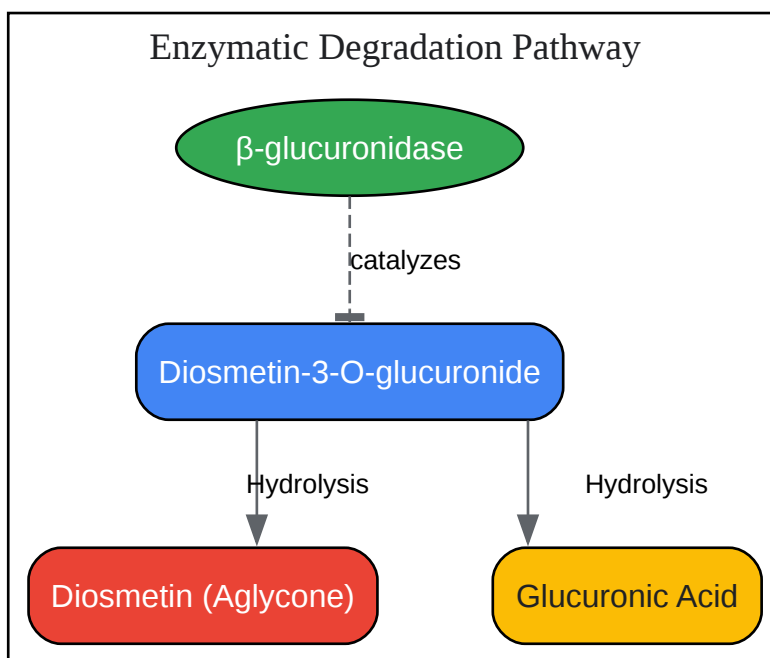 Enzymatic Degradation Pathway
β-glucuronidase
catalyzes
Diosmetin-3-O-glucuronide
Hydrolysis
Hydrolysis
Diosmetin (Aglycone)
Glucuronic Acid